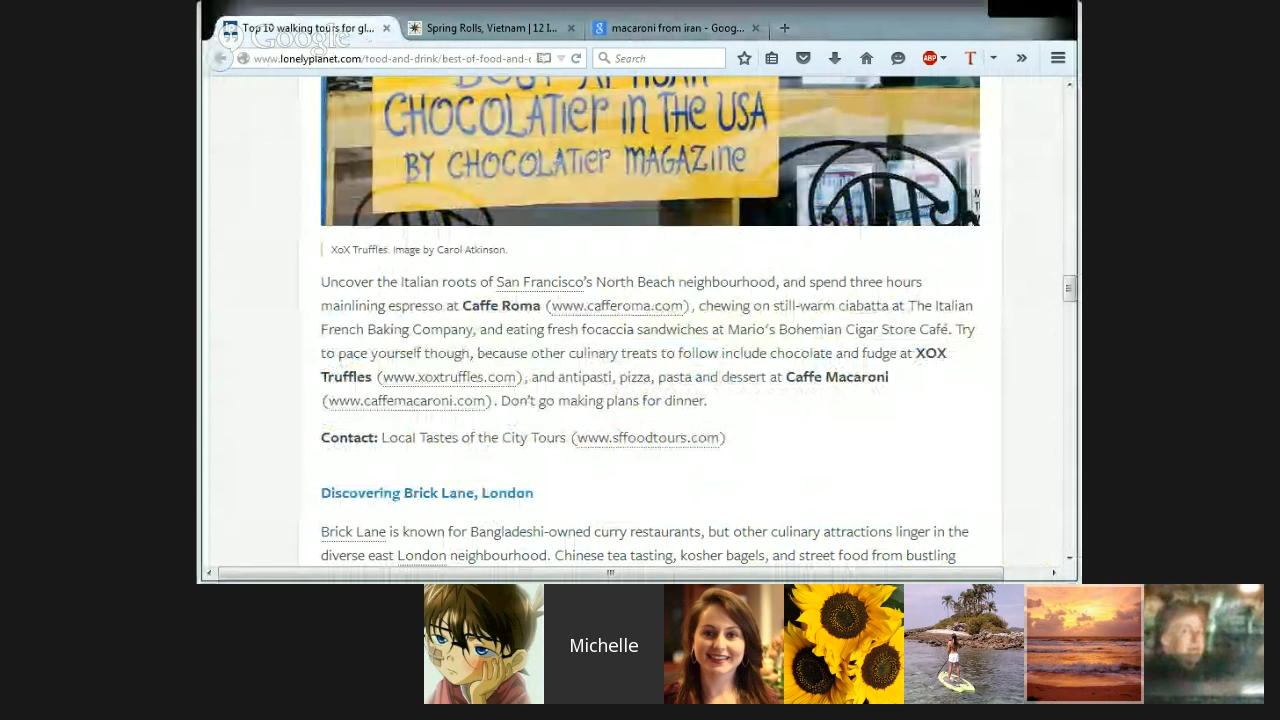 Top 10 walking tours for gl...
Spring Rolls, Vietnam | 12 I...
macaroni from iran - Goog...
Google
www.lonelyplanet.com/food-and-drink/best-of-food-and-
Search
ABP
T
CHOCOLATIER IN THE USA
BY CHOCOLATIER MAGAZINE
XoX Truffles. Image by Carol Atkinson.
Uncover the Italian roots of San Francisco's North Beach neighbourhood, and spend three hours
mainlining espresso at Caffe Roma (www.cafferoma.com), chewing on still-warm ciabatta at The Italian
French Baking Company, and eating fresh focaccia sandwiches at Mario's Bohemian Cigar Store Café. Try
to pace yourself though, because other culinary treats to follow include chocolate and fudge at XOX
Truffles (www.xoxtruffles.com), and antipasti, pizza, pasta and dessert at Caffe Macaroni
(www.caffemacaroni.com). Don't go making plans for dinner.
Contact: Local Tastes of the City Tours (www.sffoodtours.com)
Discovering Brick Lane, London
Brick Lane is known for Bangladeshi-owned curry restaurants, but other culinary attractions linger in the
diverse east London neighbourhood. Chinese tea tasting, kosher bagels, and street food from bustling
Michelle